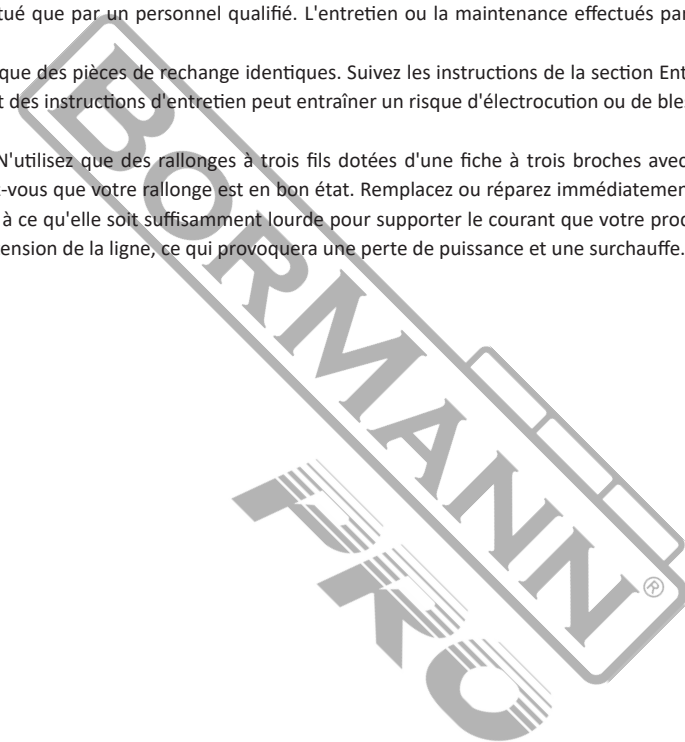 tué que par un personnel qualifié. L'entretien ou la maintenance effectués par
que des pièces de rechange identiques. Suivez les instructions de la section Ent
t des instructions d'entretien peut entraîner un risque d'électrocution ou de ble
N'utilisez que des rallonges à trois fils dotées d'une fiche à trois broches avec
-vous que votre rallonge est en bon état. Remplacez ou réparez immédiatemen
à ce qu'elle soit suffisamment lourde pour supporter le courant que votre prod
ension de la ligne, ce qui provoquera une perte de puissance et une surchauffe.
BORMANN®
PRO